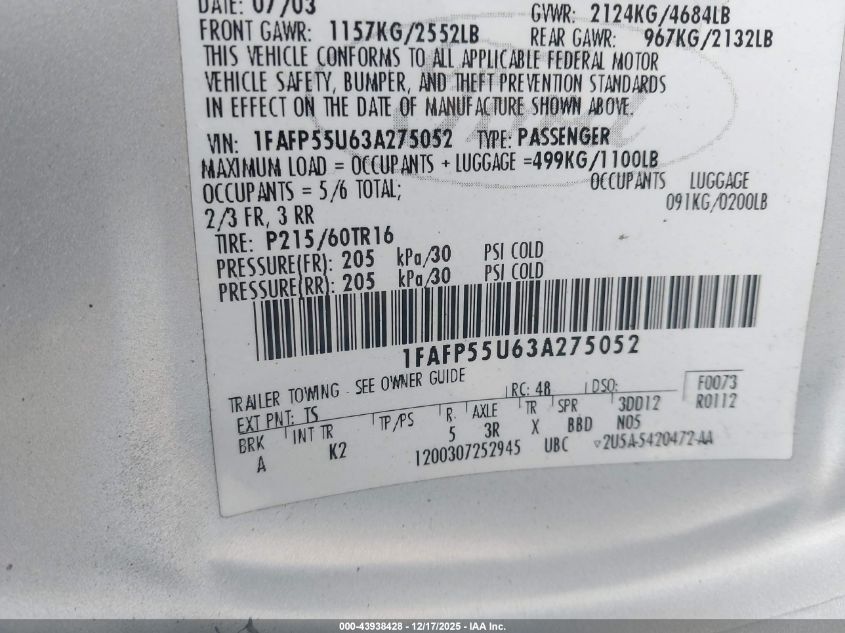 DATE: 07/03
GVWR: 2124KG/4684LB
FRONT GAWR: 1157KG/2552LB
REAR GAWR: 967KG/2132LB
THIS VEHICLE CONFORMS TO ALL APPLICABLE FEDERAL MOTOR
VEHICLE SAFETY, BUMPER, AND THEFT PREVENTION STANDARDS
IN EFFECT ON THE DATE OF MANUFACTURE SHOWN ABOVE.
VIN: 1FAFP55U63A275052 TYPE: PASSENGER
MAXIMUM LOAD = OCCUPANTS + LUGGAGE =499KG/1100LB
OCCUPANTS = 5/6 TOTAL; OCCUPANTS LUGGAGE
2/3 FR, 3 RR 091KG/0200LB
TIRE: P215/60TR16
PRESSURE(FR): 205 kPa/30 PSI COLD
PRESSURE(RR): 205 kPa/30 PSI COLD
1FAFP55U63A275052
TRAILER TOWING - SEE OWNER GUIDE
EXT PNT: TS RC: 48 DSO: F0073
BRK INT TR TP/PS R. AXLE TR SPR 3DD12 R0112
A K2 5 3R X BBD N05
1200307252945 UBC 2U5A-5420472-AA
000-43938428 - 12/17/2025 - IAA Inc.